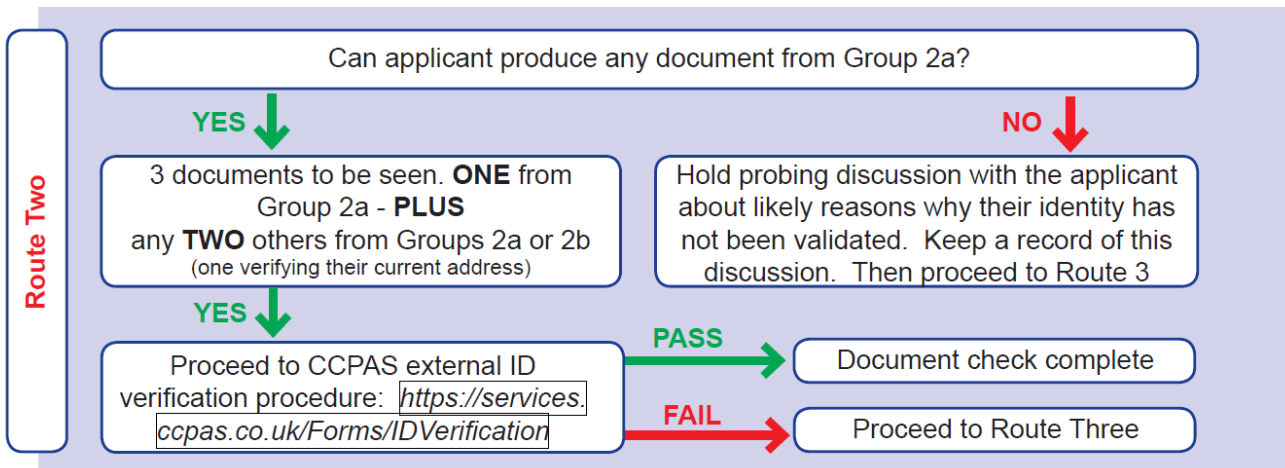 Route Two
Can applicant produce any document from Group 2a?
YES
NO
3 documents to be seen. ONE from
Group 2a - PLUS
any TWO others from Groups 2a or 2b
(one verifying their current address)
Hold probing discussion with the applicant
about likely reasons why their identity has
not been validated.  Keep a record of this
discussion.  Then proceed to Route 3
YES
Proceed to CCPAS external ID
verification procedure:  https://services.
ccpas.co.uk/Forms/IDVerification
PASS
Document check complete
FAIL
Proceed to Route Three